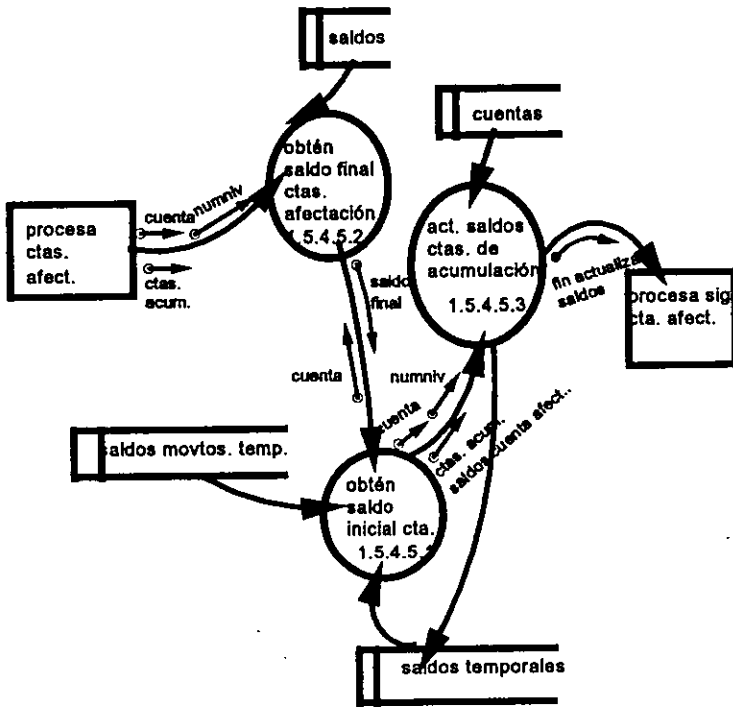 saldos
cuentas
obtén
saldo final
ctas.
afectación
1.5.4.5.2
cuenta
numniv
procesa
ctas.
afect.
ctas.
acum.
act. saldos
ctas. de
acumulación
1.5.4.5.3
fin actualiza
saldos
procesa sig
cta. afect.
saldo
final
cuenta
numniv
cuenta
ctas. acum.
saldos cuenta afect..
saldos movtos. temp.
obtén
saldo
inicial cta.
saldos temporales